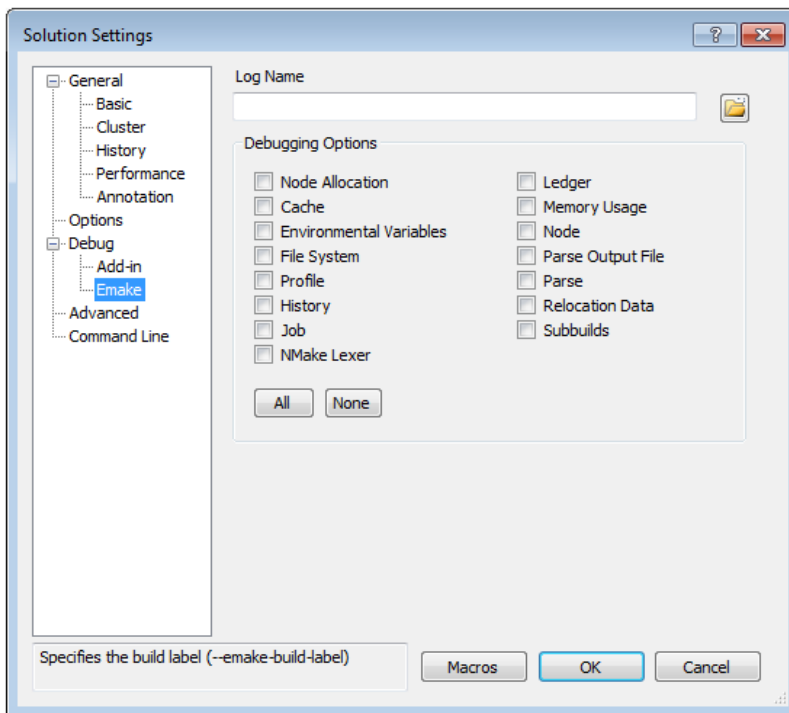 Solution Settings
General
Basic
Cluster
History
Performance
Annotation
Options
Debug
Add-in
Emake
Advanced
Command Line
Log Name
Debugging Options
Node Allocation
Cache
Environmental Variables
File System
Profile
History
Job
NMake Lexer
Ledger
Memory Usage
Node
Parse Output File
Parse
Relocation Data
Subbuilds
All None
Specifies the build label (--emake-build-label)
Macros OK Cancel